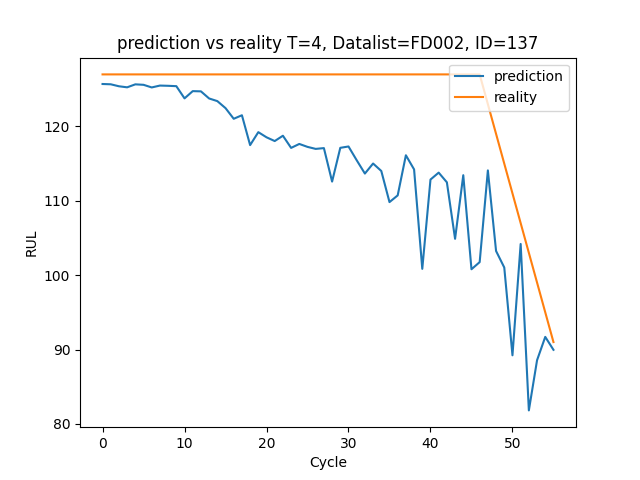 prediction vs reality T=4, Datalist=FD002, ID=137
prediction
reality
RUL
120
110
100
90
80
0 10 20 30 40 50
Cycle